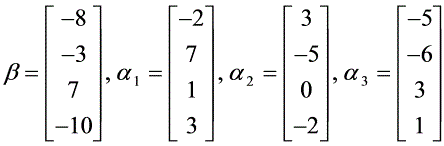 β = [−8 −3 7 −10], α₁ = [−2 7 1 3], α₂ = [3 −5 0 −2], α₃ = [−5 −6 3 1]